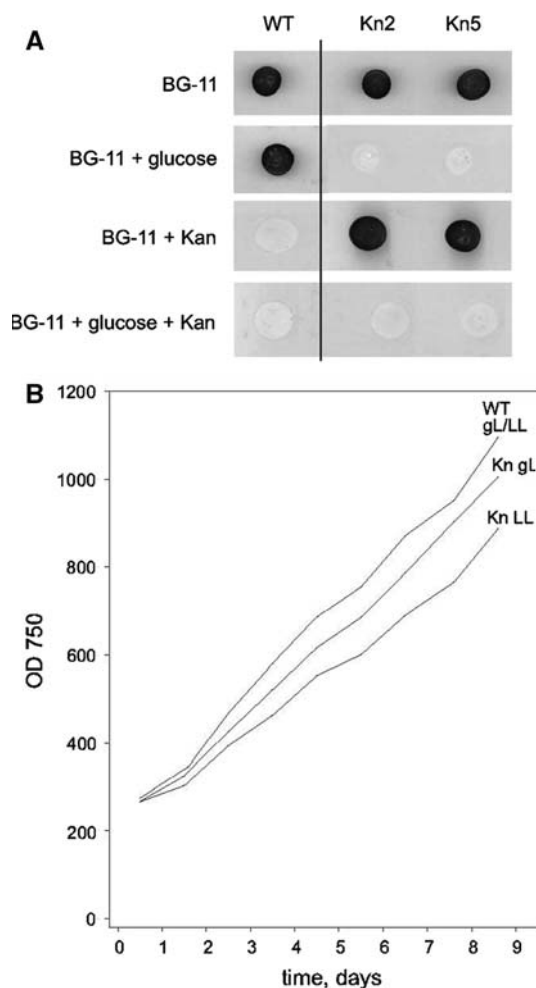 A
WT Kn2 Kn5
BG-11
BG-11 + glucose
BG-11 + Kan
BG-11 + glucose + Kan
B
1200
WT
gL/LL
Kn gL
1000
Kn LL
800
OD 750
600
400
200
0
0 1 2 3 4 5 6 7 8 9
time, days